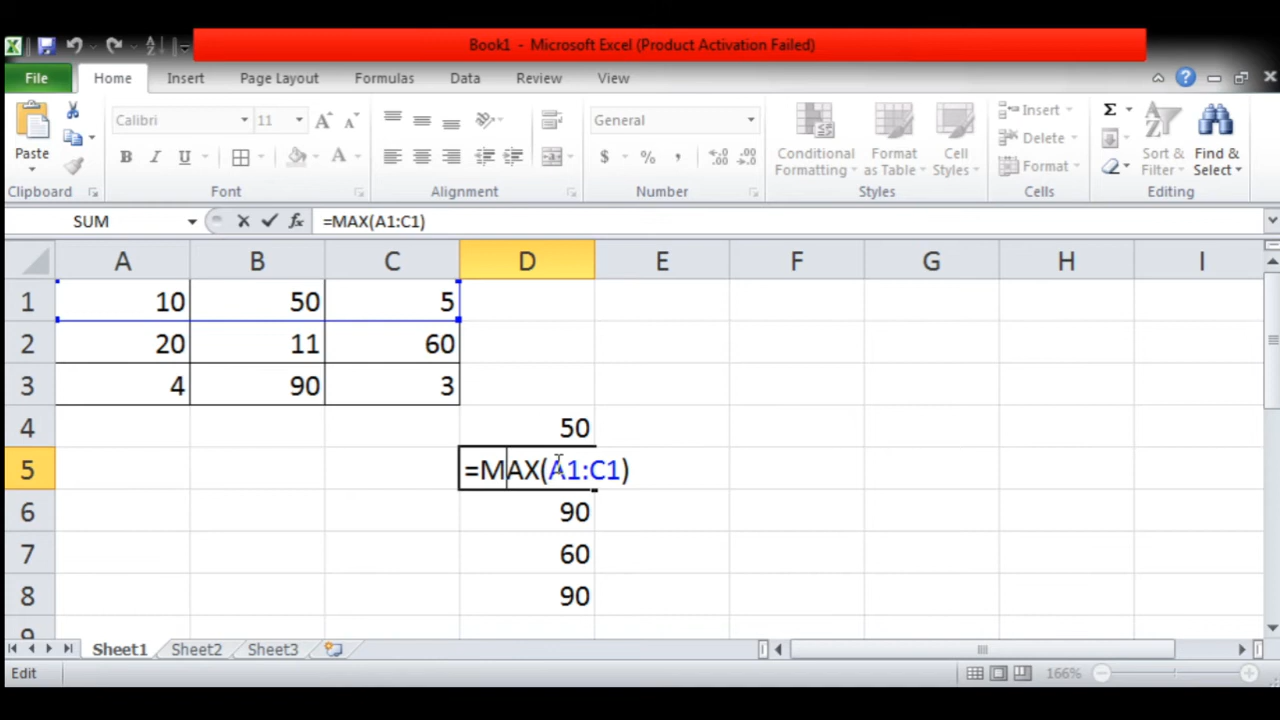 Book1 - Microsoft Excel (Product Activation Failed)
File Home Insert Page Layout Formulas Data Review View
Paste
Calibri 11
B I U A
General
$ % ,
Conditional Formatting
Format as Table
Cell Styles
Insert
Delete
Format
Σ
Sort & Filter
Find & Select
Clipboard Font Alignment Number Styles Cells Editing
SUM fx =MAX(A1:C1)
A B C D E F G H I
1 10 50 5
2 20 11 60
3 4 90 3
4 50
5 =MAX(A1:C1)
6 90
7 60
8 90
9
Sheet1 Sheet2 Sheet3
Edit 166%